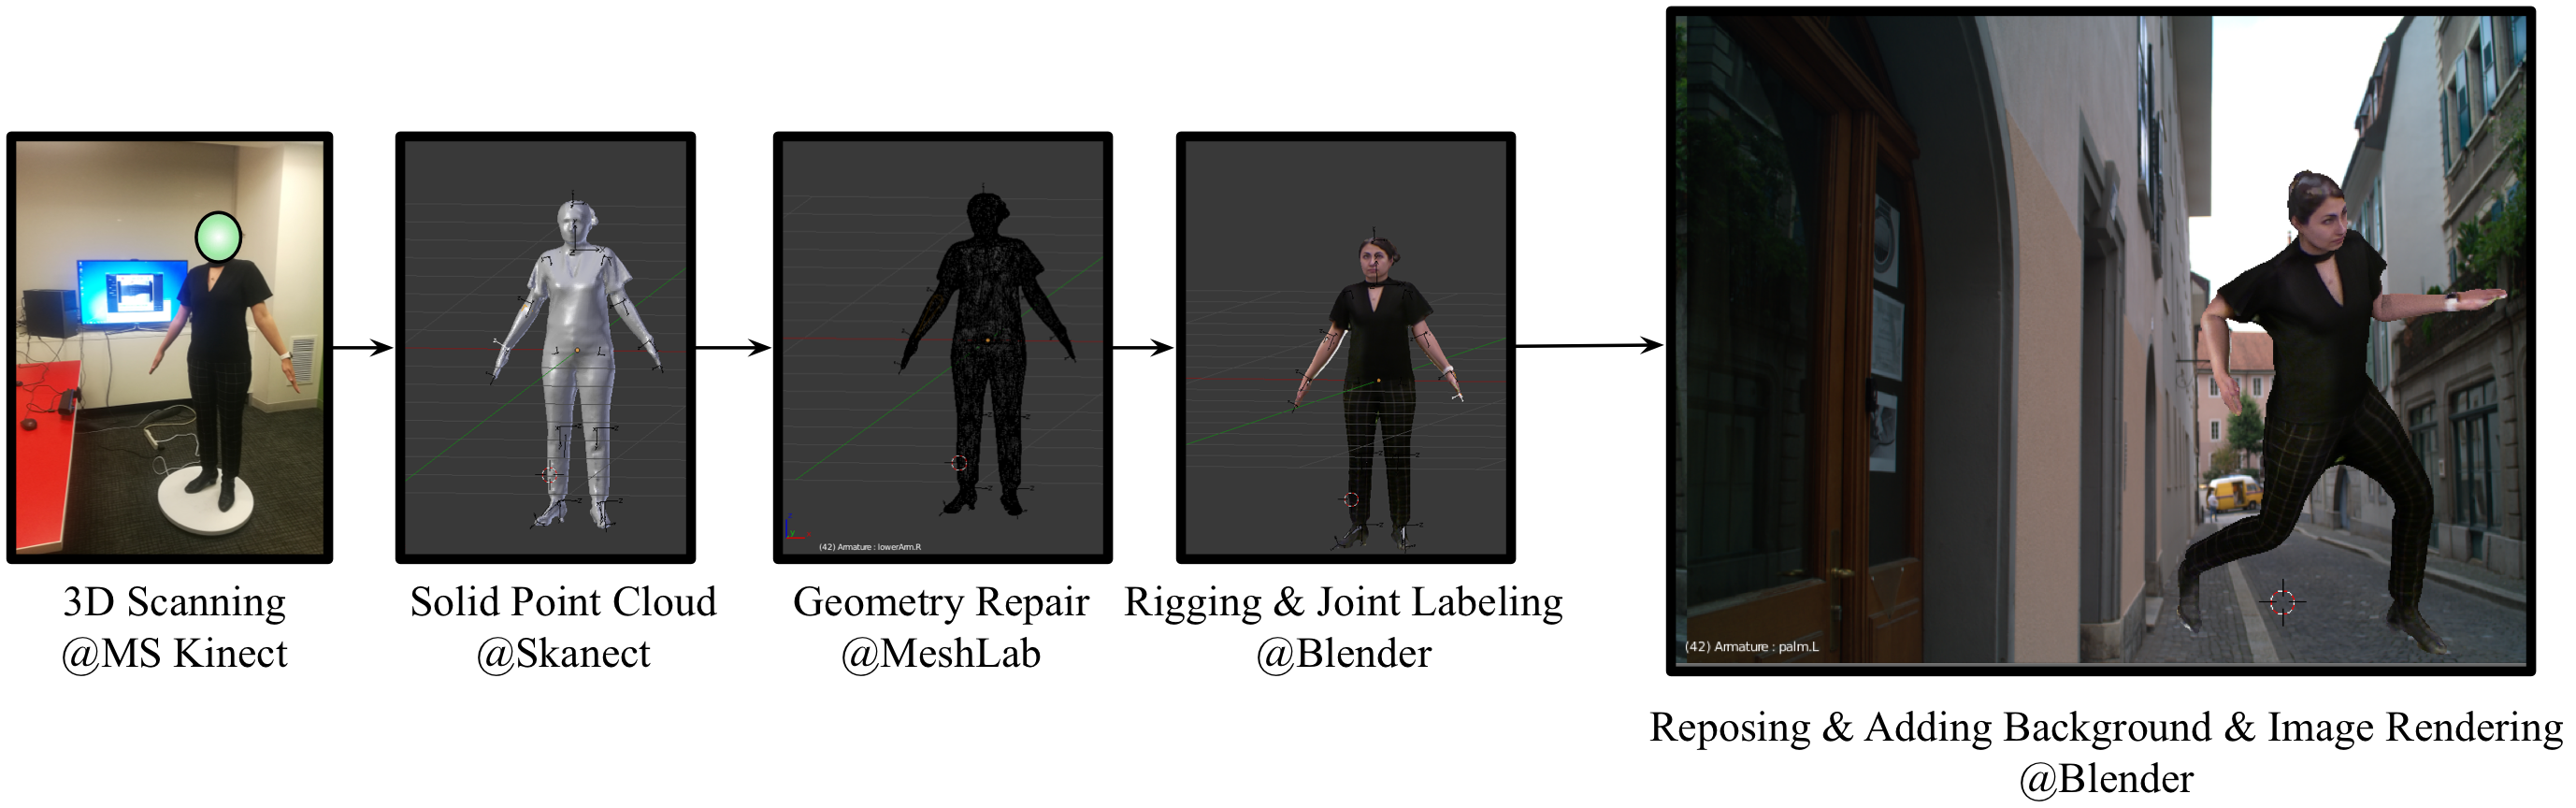 3D Scanning
@MS Kinect
Solid Point Cloud
@Skanect
(42) Armature : lowerArm.R
Geometry Repair
@MeshLab
Rigging & Joint Labeling
@Blender
(42) Armature : palm.L
Reposing & Adding Background & Image Rendering
@Blender